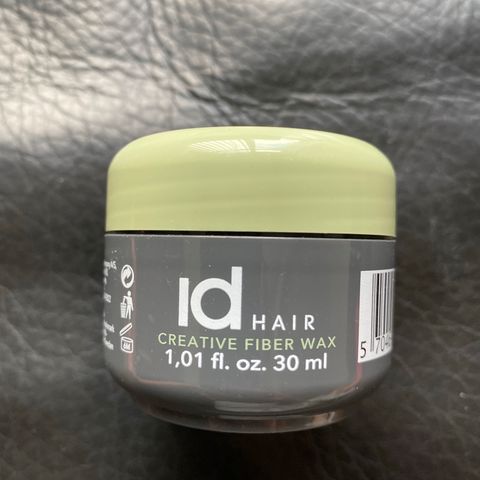 id HAIR
CREATIVE FIBER WAX
1,01 fl. oz. 30 ml